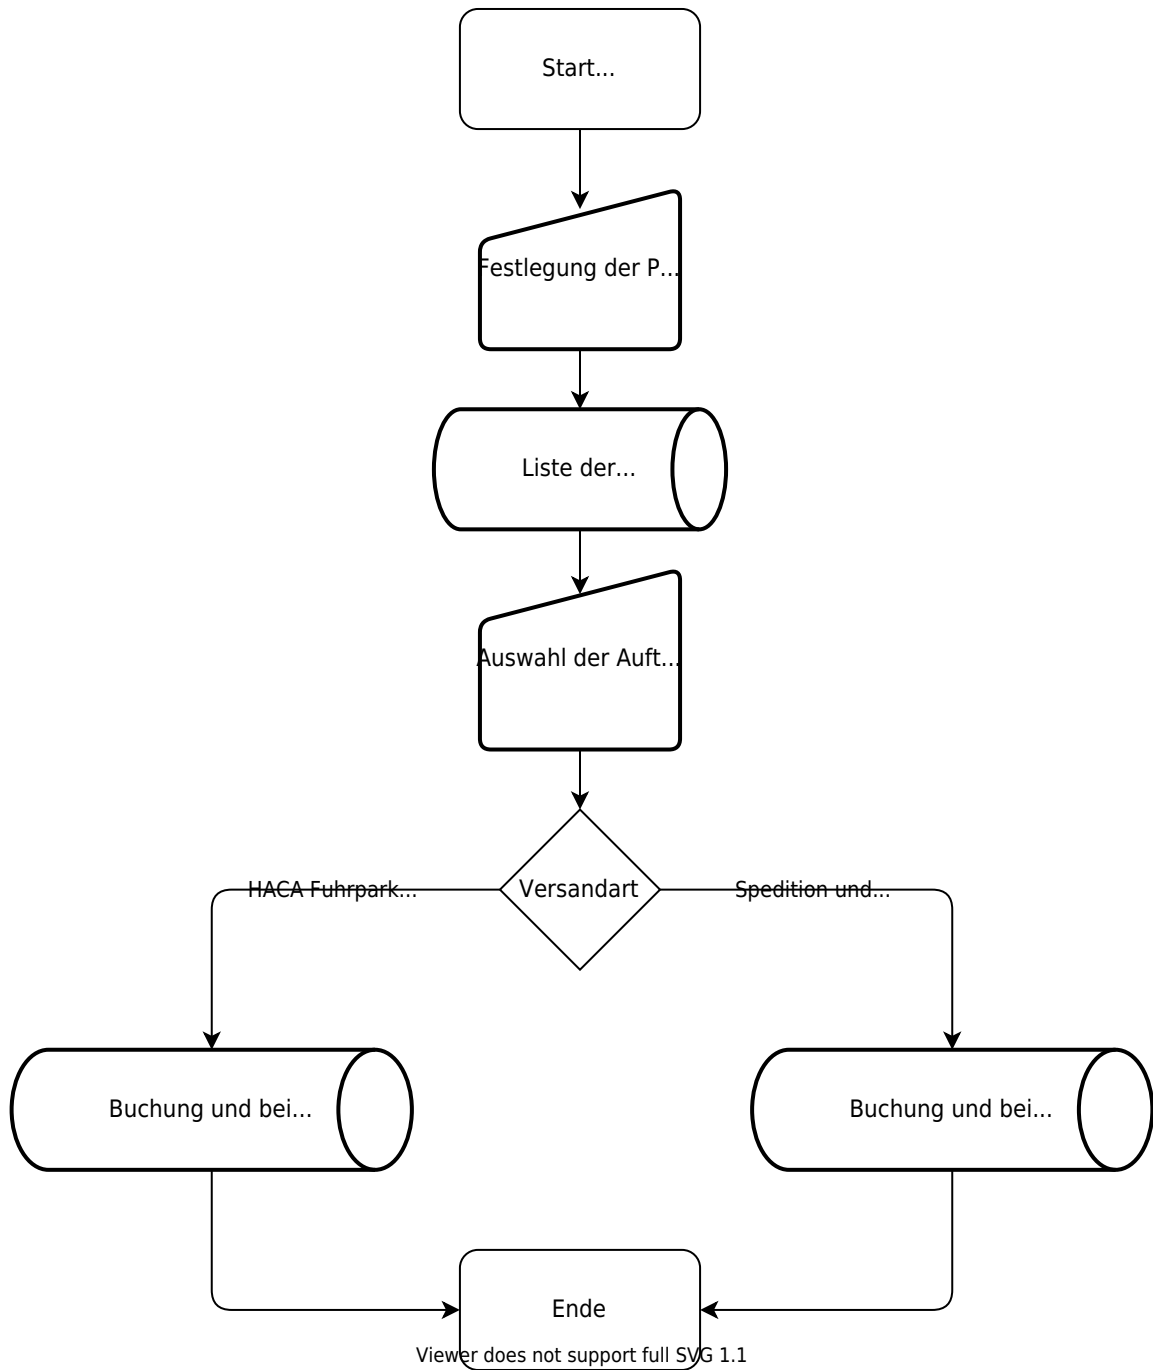 Start...
Festlegung der P...
Liste der...
Auswahl der Auft...
Versandart
HACA Fuhrpark...
Spedition und...
Buchung und bei...
Buchung und bei...
Ende
Viewer does not support full SVG 1.1